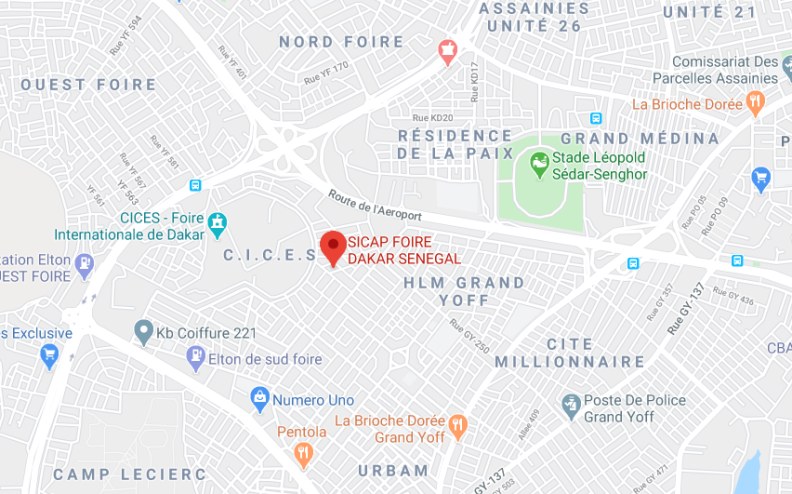 ASSAINIES
UNITÉ 26
UNITÉ 21
Rue YF 594
NORD FOIRE
Comissariat Des
Parcelles Assainies
Rue YF 401
Rue YF 170
Rue KD17
OUEST FOIRE
La Brioche Dorée
Rue KD20
RÉSIDENCE
DE LA PAIX
GRAND MÉDINA
P
Stade Léopold
Sédar-Senghor
Rue YF 581
Rue YF 567
YF 563
YF 561
Route de l'Aeroport
Rue PO 05
Rue PO 09
CICES - Foire
Internationale de Dakar
C.I.C.E.S
SICAP FOIRE
DAKAR SENEGAL
tation Elton
UEST FOIRE
HLM GRAND
YOFF
Rue GY 357
Rue GY-137
Rue GY 436
Rue GY-250
s Exclusive
Kb Coiffure 221
CITE
MILLIONNAIRE
CBA
Elton de sud foire
Numero Uno
Poste De Police
Grand Yoff
Allee 409
La Brioche Dorée
Grand Yoff
Pentola
CAMP LECIERC
URBAM
GY-137
GY 503
Rue GY-471